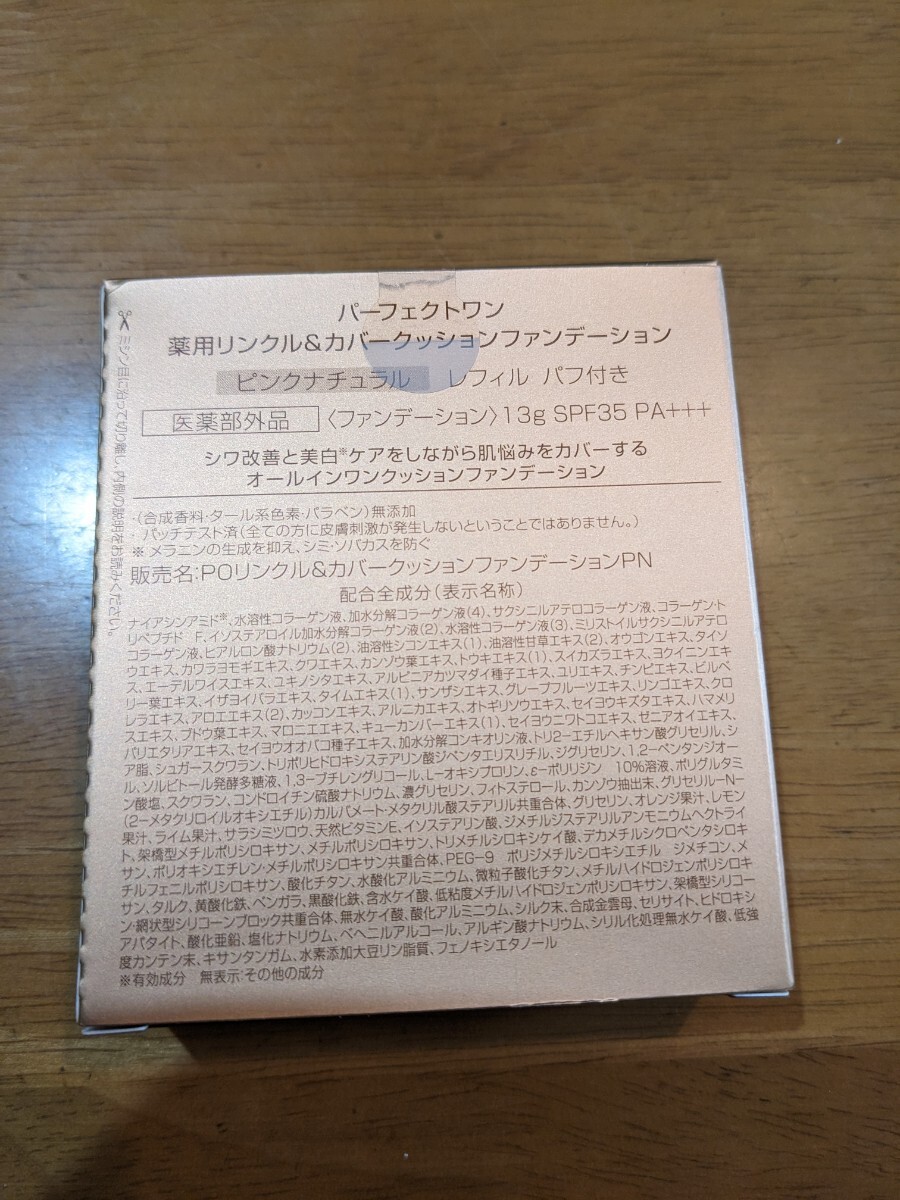 パーフェクトワン
薬用リンクル&カバークッションファンデーション
ピンクナチュラル レフィル パフ付き
医薬部外品 〈ファンデーション〉13g SPF35 PA+++
シワ改善と美白※ケアをしながら肌悩みをカバーする
オールインワンクッションファンデーション
・(合成香料・タール系色素・パラベン)無添加
・パッチテスト済(全ての方に皮膚刺激が発生しないということではありません。)
※ メラニンの生成を抑え、シミ・ソバカスを防ぐ
販売名:POリンクル&カバークッションファンデーションPN
配合全成分(表示名称)
ナイアシンアミド※、水溶性コラーゲン液、加水分解コラーゲン液(4)、サクシニルアテロコラーゲン液、コラーゲン・ト
リペプチド F、イソステアロイル加水分解コラーゲン液(2)、水溶性コラーゲン液(3)、ミリストイルサクシニルアテロ
コラーゲン液、ヒアルロン酸ナトリウム(2)、油溶性シコンエキス(1)、油溶性甘草エキス(2)、オウゴンエキス、タイソ
ウエキス、カワラヨモギエキス、クワエキス、カンゾウ葉エキス、トウキエキス(1)、スイカズラエキス、ヨクイニンエキ
ス、エーデルワイスエキス、ユキノシタエキス、アルピニアカツマダイ種子エキス、ユリエキス、チンピエキス、ビルベ
リー葉エキス、イザヨイバラエキス、タイムエキス(1)、サンザシエキス、グレープフルーツエキス、リンゴエキス、クロ
レラエキス、アロエエキス(2)、カッコンエキス、アルニカエキス、オトギリソウエキス、セイヨウキズタエキス、ハマメリ
スエキス、ブドウ葉エキス、マロニエエキス、キューカンバーエキス(1)、セイヨウニワトコエキス、ゼニアオイエキス、
パリエタリアエキス、セイヨウオオバコ種子エキス、加水分解コンキオリン液、トリ2-エチルヘキサン酸グリセリル、シ
ア脂、シュガースクワラン、トリポリヒドロキシステアリン酸ジペンタエリスリチル、ジグリセリン、1,2-ペンタンジオー
ル、ソルビトール発酵多糖液、1,3-ブチレングリコール、L-オキシプロリン、ε-ポリリジン 10%溶液、ポリグルタミ
ン酸塩、スクワラン、コンドロイチン硫酸ナトリウム、濃グリセリン、フィトステロール、カンゾウ抽出末、グリセリル-N-
(2-メタクリロイルオキシエチル)カルバメート・メタクリル酸ステアリル共重合体、グリセリン、オレンジ果汁、レモン
果汁、ライム果汁、サラシミツロウ、天然ビタミンE、イソステアリン酸、ジメチルジステアリルアンモニウムヘクトライ
ト、架橋型メチルポリシロキサン、メチルポリシロキサン、トリメチルシロキシケイ酸、デカメチルシクロペンタシロキ
サン、ポリオキシエチレン・メチルポリシロキサン共重合体、PEG-9 ポリジメチルシロキシエチル ジメチコン、メ
チルフェニルポリシロキサン、酸化チタン、水酸化アルミニウム、微粒子酸化チタン、メチルハイドロジェンポリシロキ
サン、タルク、黄酸化鉄、ベンガラ、黒酸化鉄、含水ケイ酸、低粘度メチルハイドロジェンポリシロキサン、架橋型シリコー
ン・網状型シリコーンブロック共重合体、無水ケイ酸、酸化アルミニウム、シルク末、合成金雲母、セリサイト、ヒドロキシ
アパタイト、酸化亜鉛、塩化ナトリウム、ベヘニルアルコール、アルギン酸ナトリウム、シリル化処理無水ケイ酸、低強
度カンテン末、キサンタンガム、水素添加大豆リン脂質、フェノキシエタノール
※有効成分 無表示:その他の成分
ミシン目に沿って切り離し、内側の説明をお読みください。